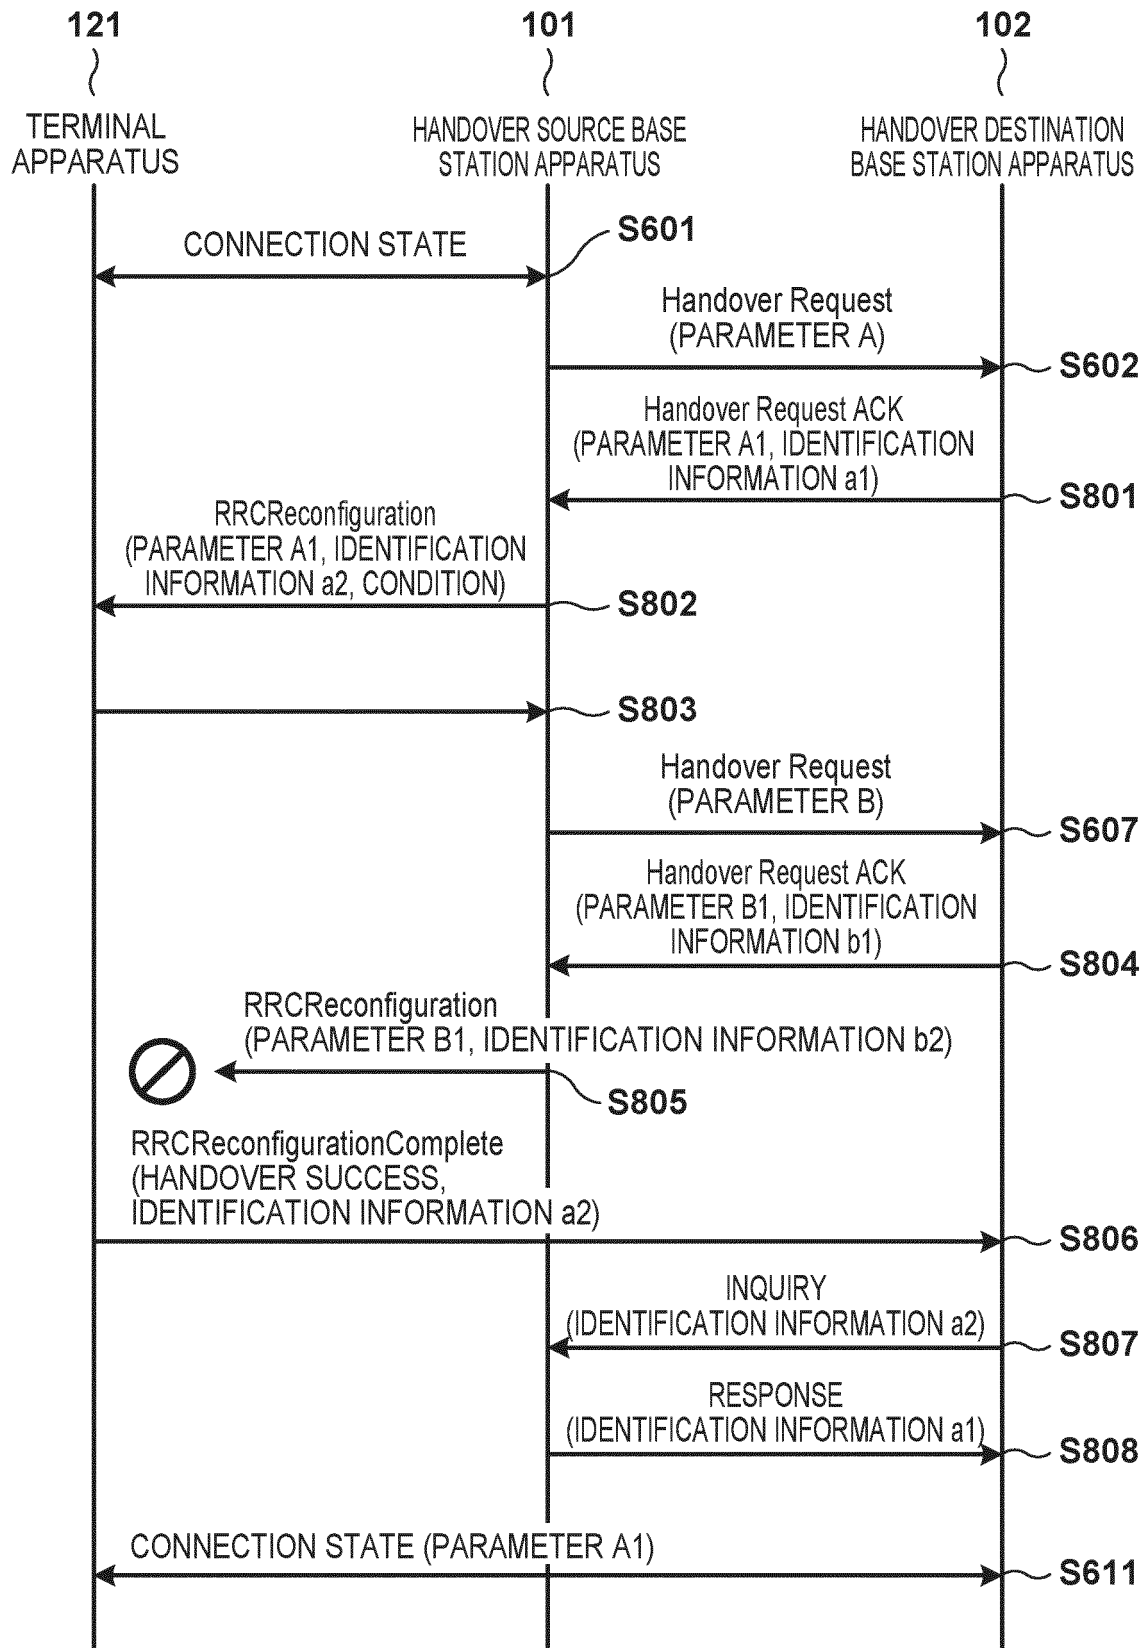 121
101
102
TERMINAL
APPARATUS
HANDOVER SOURCE BASE
STATION APPARATUS
HANDOVER DESTINATION
BASE STATION APPARATUS
CONNECTION STATE
S601
Handover Request
(PARAMETER A)
S602
Handover Request ACK
(PARAMETER A1, IDENTIFICATION
INFORMATION a1)
S801
RRCReconfiguration
(PARAMETER A1, IDENTIFICATION
INFORMATION a2, CONDITION)
S802
S803
Handover Request
(PARAMETER B)
S607
Handover Request ACK
(PARAMETER B1, IDENTIFICATION
INFORMATION b1)
S804
RRCReconfiguration
(PARAMETER B1, IDENTIFICATION INFORMATION b2)
S805
RRCReconfigurationComplete
(HANDOVER SUCCESS,
IDENTIFICATION INFORMATION a2)
S806
INQUIRY
(IDENTIFICATION INFORMATION a2)
S807
RESPONSE
(IDENTIFICATION INFORMATION a1)
S808
CONNECTION STATE (PARAMETER A1)
S611